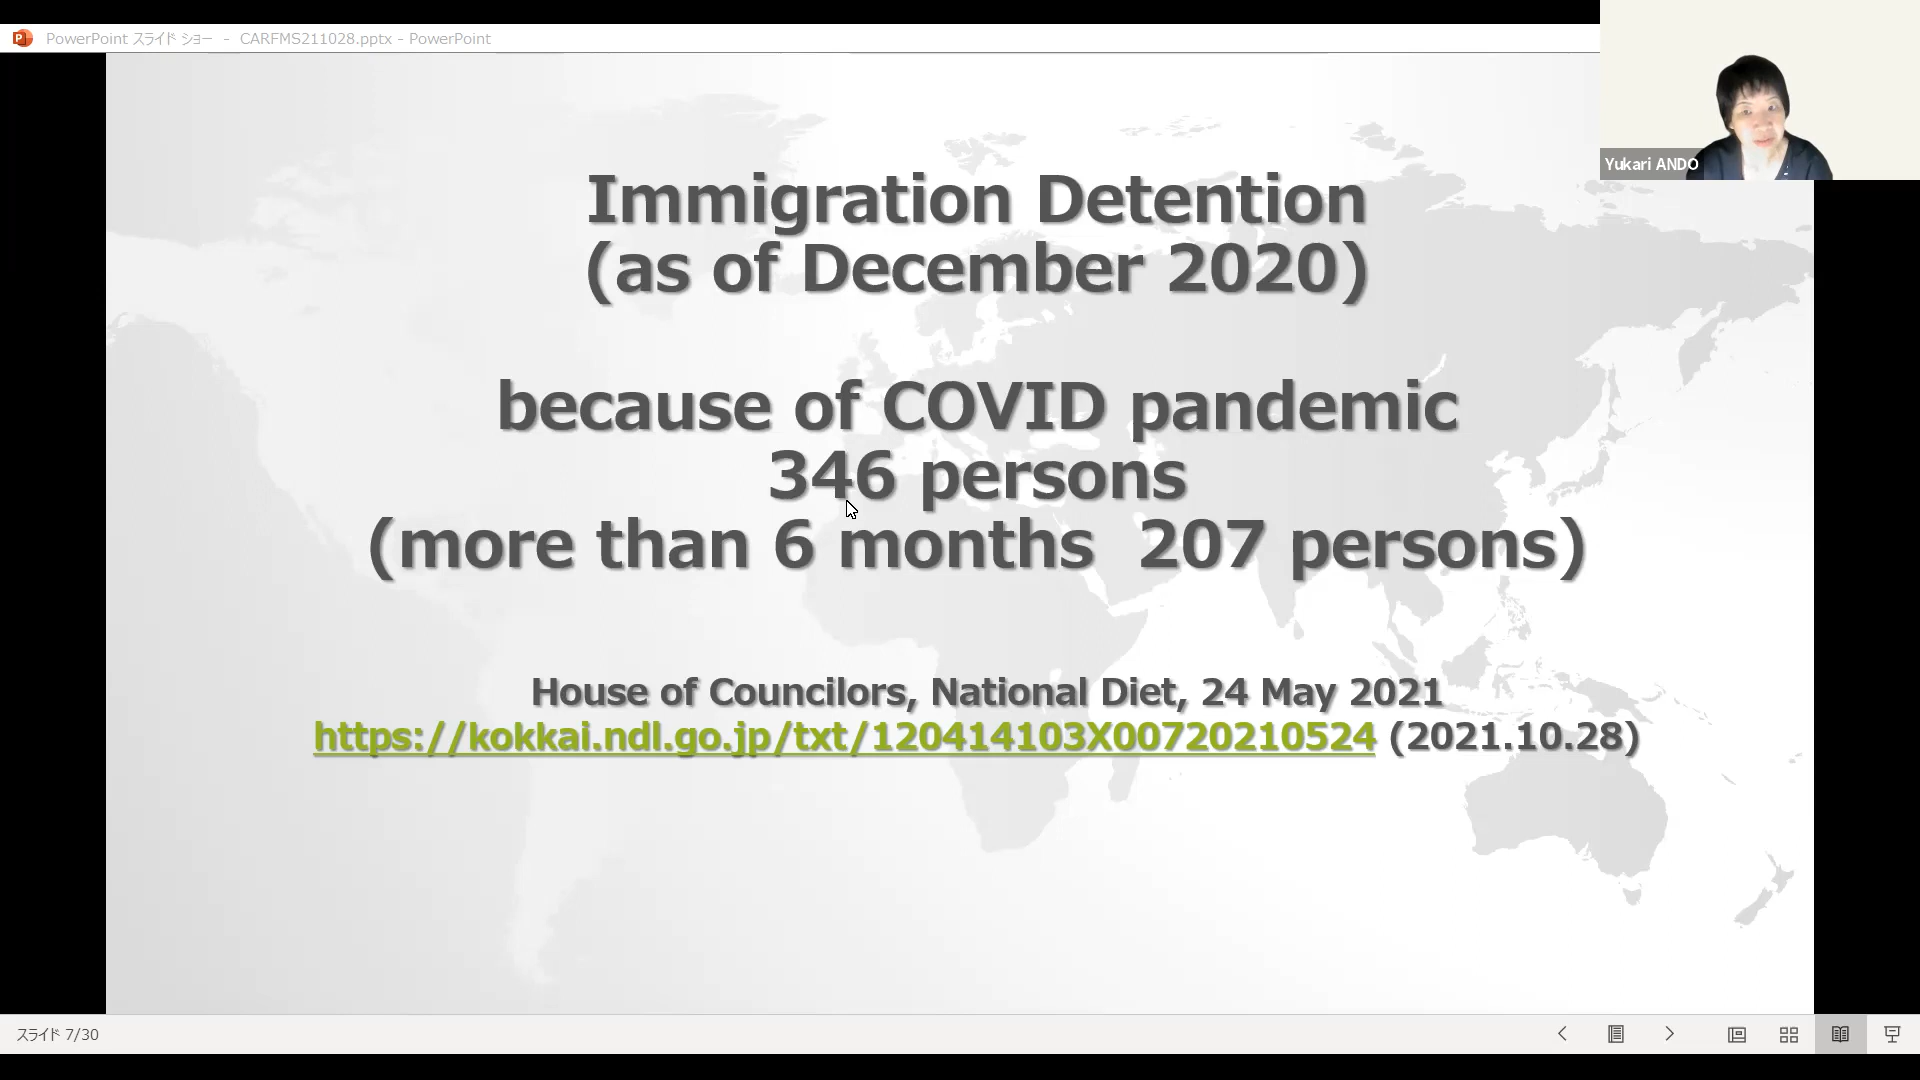 PowerPoint スライド ショー - CARFMS211028.pptx - PowerPoint
Yukari ANDO
Immigration Detention
(as of December 2020)
because of COVID pandemic
346 persons
(more than 6 months 207 persons)
House of Councilors, National Diet, 24 May 2021
https://kokkai.ndl.go.jp/txt/120414103X00720210524 (2021.10.28)
スライド 7/30